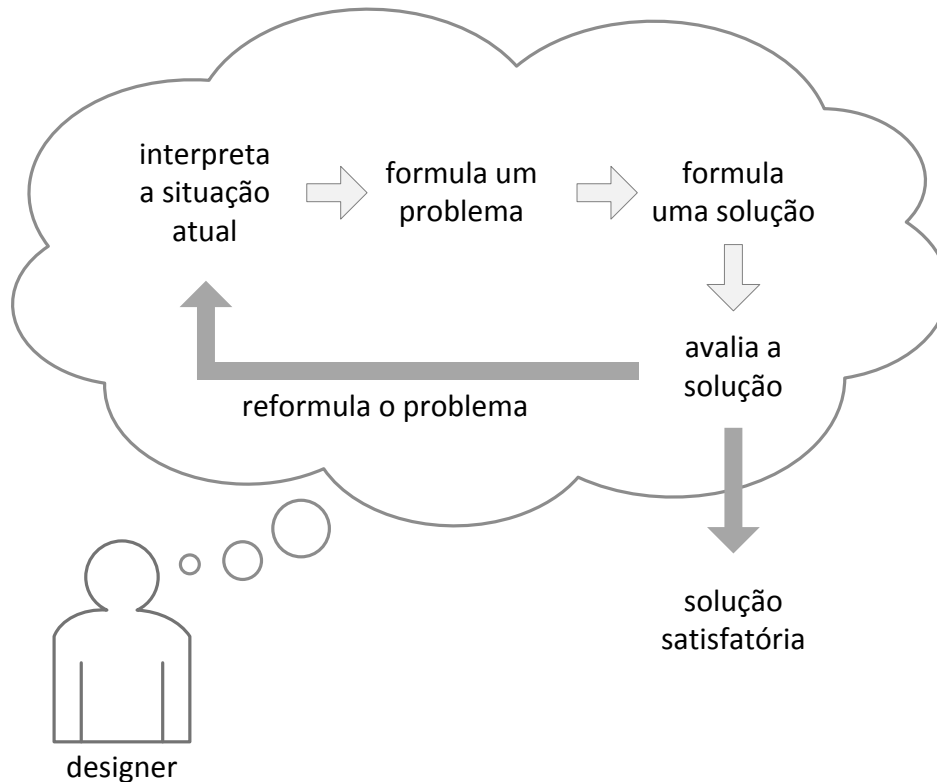 interpreta
a situação
atual
formula um
problema
formula
uma solução
avalia a
solução
reformula o problema
solução
satisfatória
designer